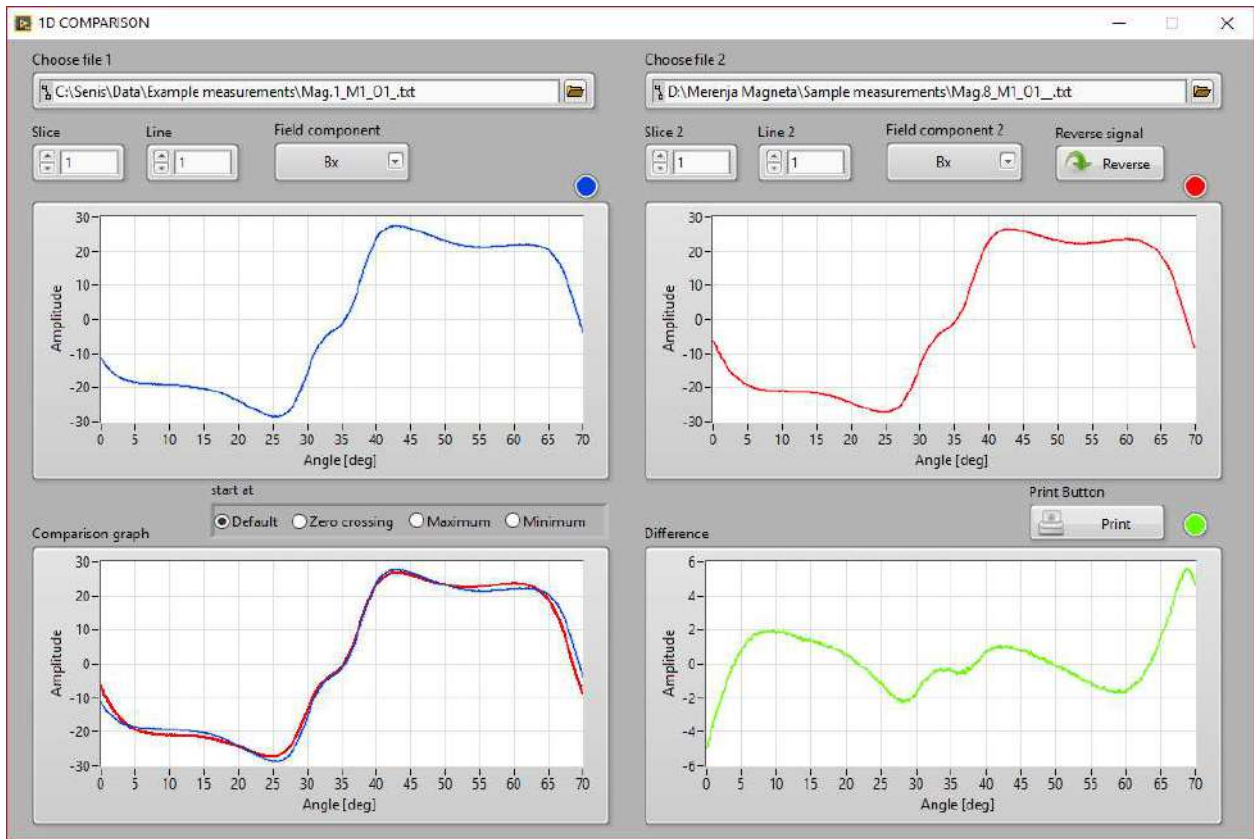 1D COMPARISON
Choose file 1
C:\Senis\Data\Example measurements\Mag.1_M1_O1_.txt
Slice
Line
Field component
1
1
Bx
Amplitude
30
20
10
0
-10
-20
-30
0 5 10 15 20 25 30 35 40 45 50 55 60 65 70
Angle [deg]
Choose file 2
D:\Merenja Magneta\Sample measurements\Mag.8_M1_O1__.txt
Slice 2
Line 2
Field component 2
Reverse signal
1
1
Bx
Reverse
Amplitude
30
20
10
0
-10
-20
-30
0 5 10 15 20 25 30 35 40 45 50 55 60 65 70
Angle [deg]
start at
Default Zero crossing Maximum Minimum
Comparison graph
Amplitude
30
20
10
0
-10
-20
-30
0 5 10 15 20 25 30 35 40 45 50 55 60 65 70
Angle [deg]
Print Button
Print
Difference
Amplitude
6
4
2
0
-2
-4
-6
0 5 10 15 20 25 30 35 40 45 50 55 60 65 70
Angle [deg]